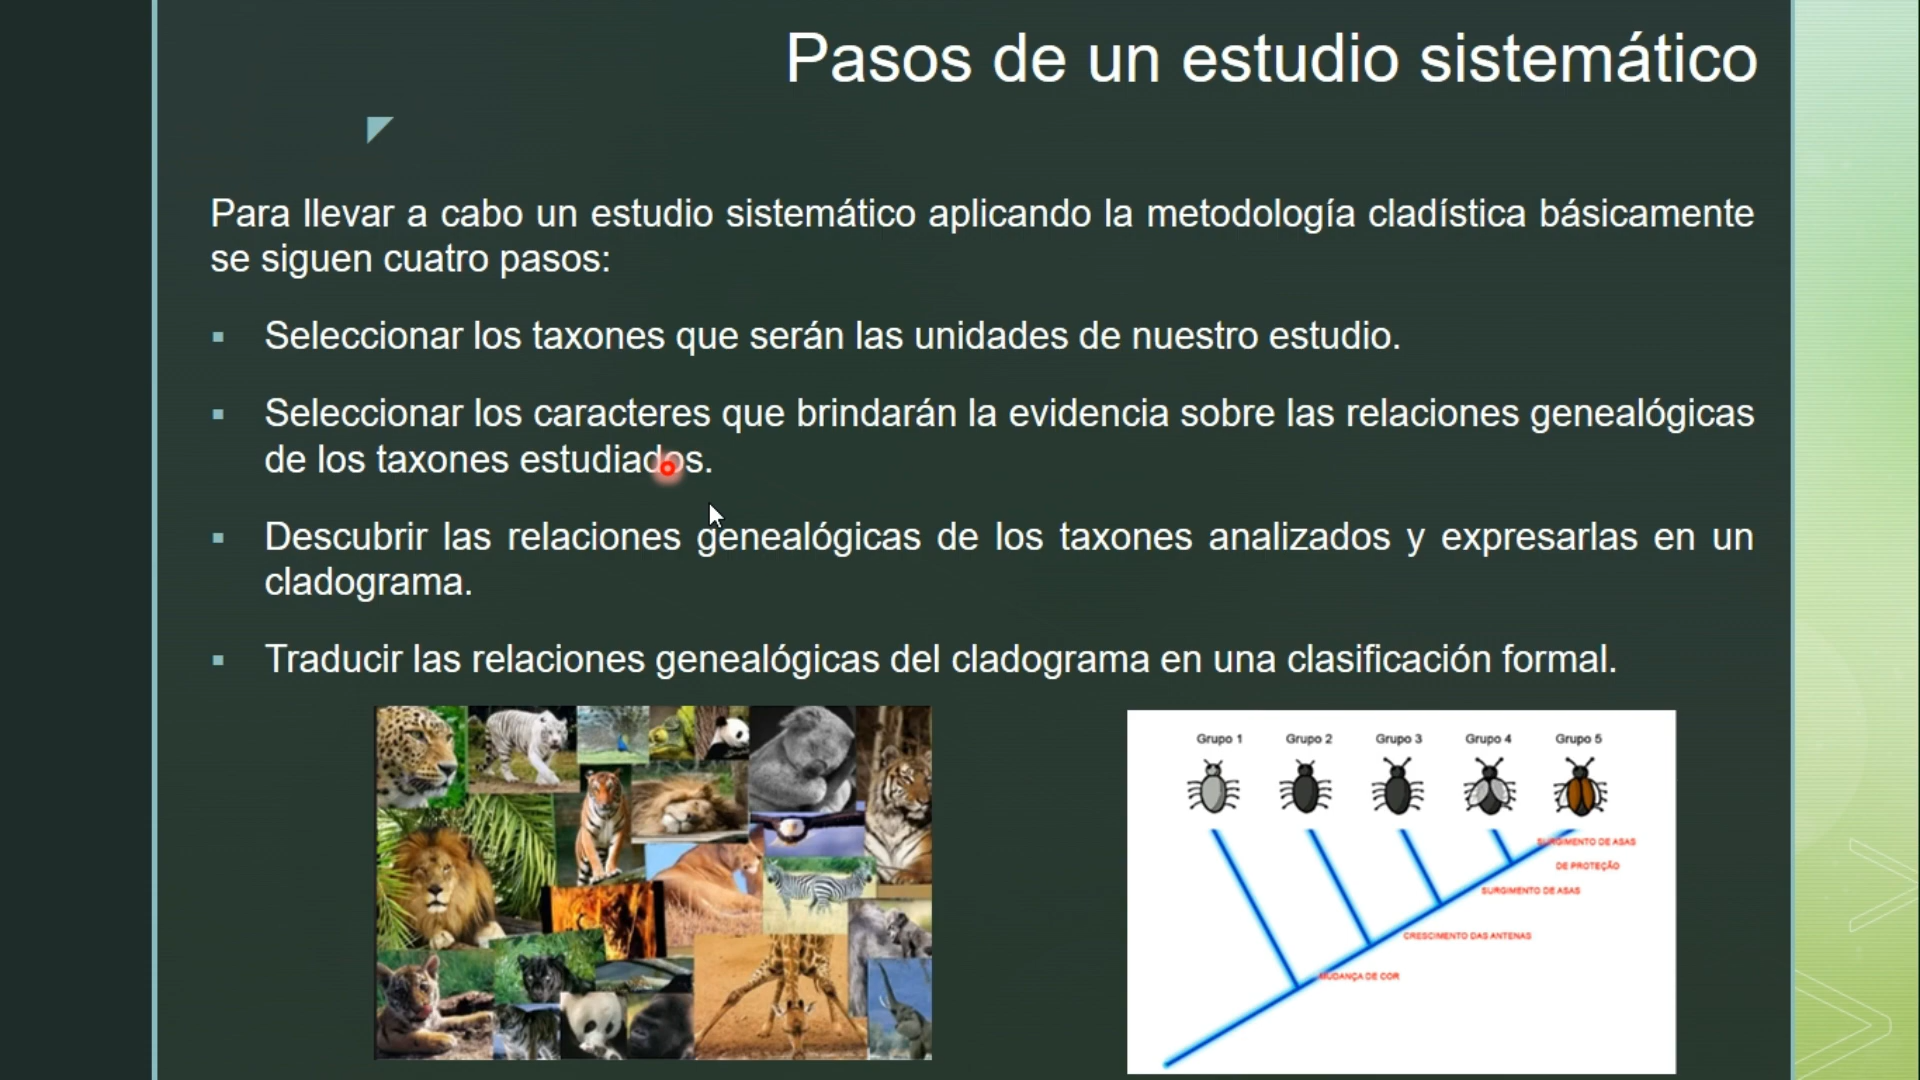 Pasos de un estudio sistemático
Para llevar a cabo un estudio sistemático aplicando la metodología cladística básicamente
se siguen cuatro pasos:
▪ Seleccionar los taxones que serán las unidades de nuestro estudio.
▪ Seleccionar los caracteres que brindarán la evidencia sobre las relaciones genealógicas
de los taxones estudiados.
▪ Descubrir las relaciones genealógicas de los taxones analizados y expresarlas en un
cladograma.
▪ Traducir las relaciones genealógicas del cladograma en una clasificación formal.
Grupo 1 Grupo 2 Grupo 3 Grupo 4 Grupo 5
SURGIMENTO DE ASAS
DE PROTEÇÃO
SURGIMENTO DE ASAS
CRESCIMENTO DAS ANTENAS
MUDANÇA DE COR